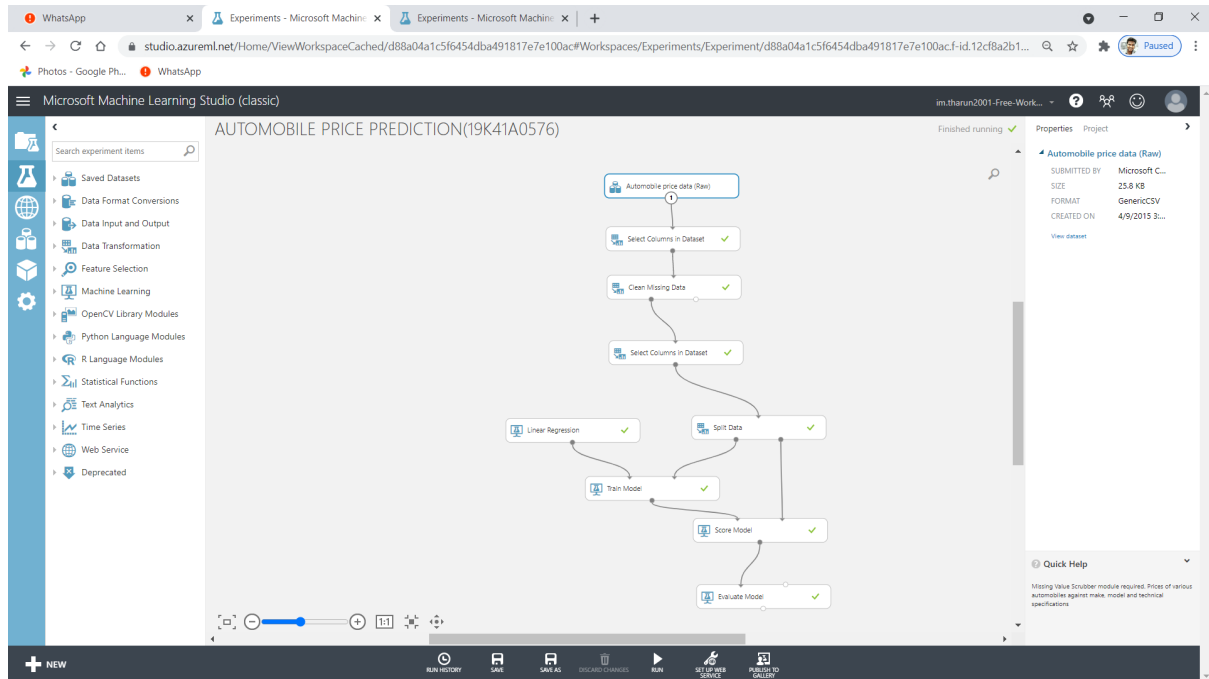 WhatsApp
Experiments - Microsoft Machine
Experiments - Microsoft Machine
studio.azureml.net/Home/ViewWorkspaceCached/d88a04a1c5f6454dba491817e7e100ac#Workspaces/Experiments/Experiment/d88a04a1c5f6454dba491817e7e100ac.f-id.12cf8a2b1...
Paused
Photos - Google Ph...
WhatsApp
Microsoft Machine Learning Studio (classic)
im.tharun2001-Free-Work...
Search experiment items
Saved Datasets
Data Format Conversions
Data Input and Output
Data Transformation
Feature Selection
Machine Learning
OpenCV Library Modules
Python Language Modules
R Language Modules
Statistical Functions
Text Analytics
Time Series
Web Service
Deprecated
AUTOMOBILE PRICE PREDICTION(19K41A0576)
Finished running
Automobile price data (Raw)
1
Select Columns in Dataset
Clean Missing Data
Select Columns in Dataset
Linear Regression
Split Data
Train Model
Score Model
Evaluate Model
1:1
Properties Project
Automobile price data (Raw)
SUBMITTED BY Microsoft C...
SIZE 25.8 KB
FORMAT GenericCSV
CREATED ON 4/9/2015 3:...
View dataset
Quick Help
Missing Value Scrubber module required. Prices of various
automobiles against make, model and technical
specifications
NEW
RUN HISTORY
SAVE
SAVE AS
DISCARD CHANGES
RUN
SET UP WEB
SERVICE
PUBLISH TO
GALLERY